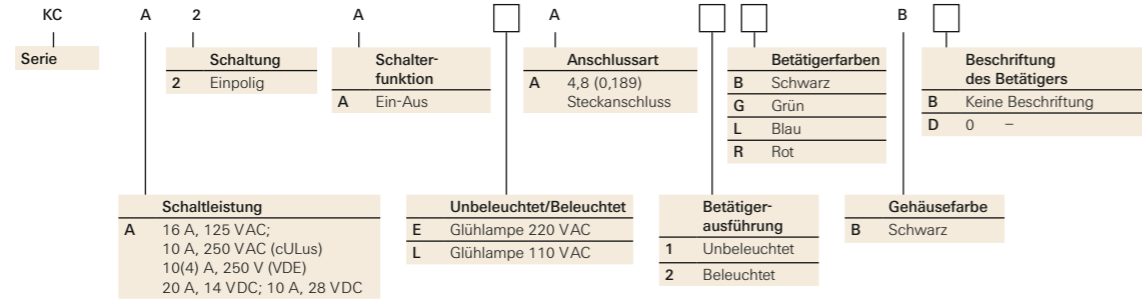 KC A 2 A A B
Serie
Schaltung
2 Einpolig
Schalter-
funktion
A Ein-Aus
Anschlussart
A 4,8 (0,189)
Steckanschluss
Betätigerfarben
B Schwarz
G Grün
L Blau
R Rot
Beschriftung
des Betätigers
B Keine Beschriftung
D 0 –
Schaltleistung
A 16 A, 125 VAC;
10 A, 250 VAC (cULus)
10(4) A, 250 V (VDE)
20 A, 14 VDC; 10 A, 28 VDC
Unbeleuchtet/Beleuchtet
E Glühlampe 220 VAC
L Glühlampe 110 VAC
Betätiger-
ausführung
1 Unbeleuchtet
2 Beleuchtet
Gehäusefarbe
B Schwarz